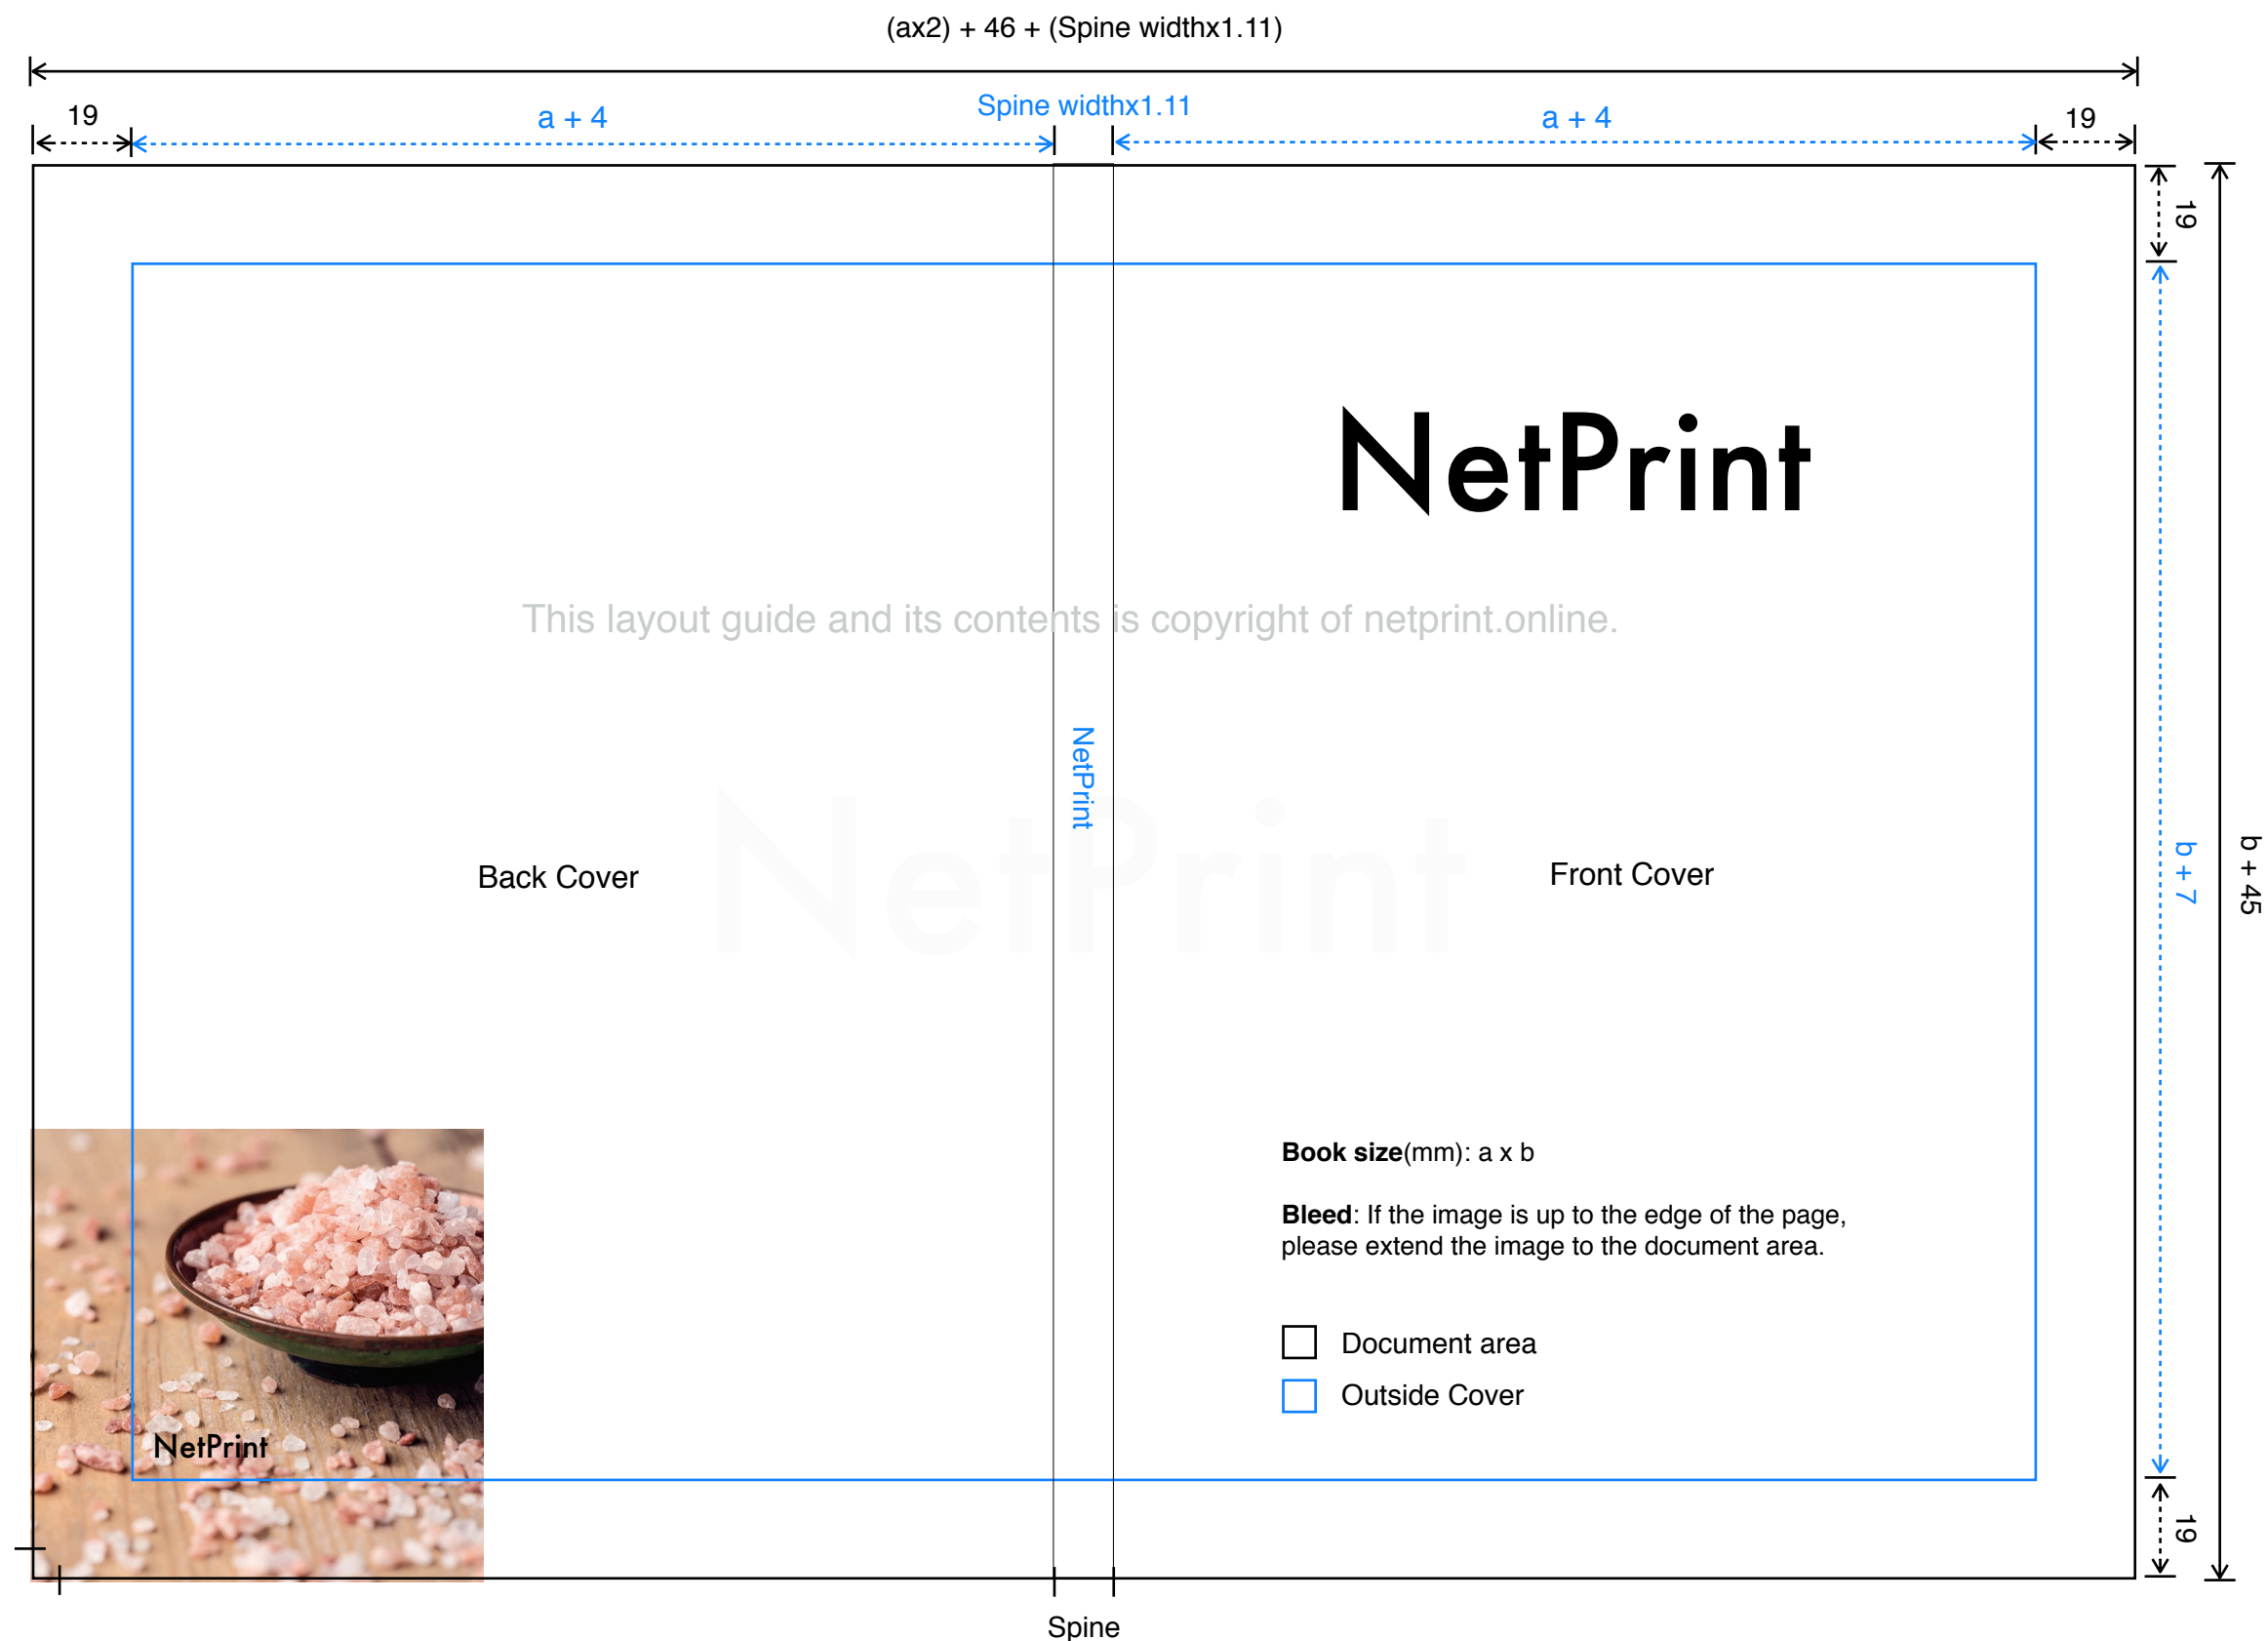 (ax2) + 46 + (Spine widthx1.11)
19
a + 4
Spine widthx1.11
a + 4
19
19
NetPrint
This layout guide and its contents is copyright of netprint.online.
NetPrint
NetPrint
Back Cover
Front Cover
b + 7
b + 45
Book size(mm): a x b
Bleed: If the image is up to the edge of the page,
please extend the image to the document area.
Document area
Outside Cover
NetPrint
19
Spine